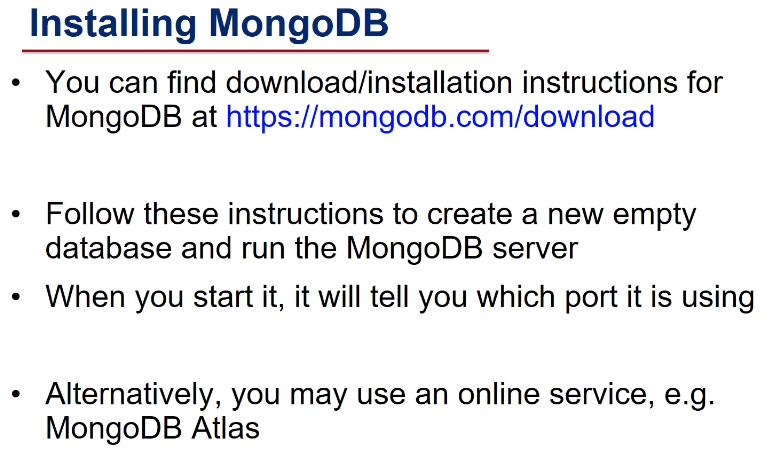 Installing MongoDB
• You can find download/installation instructions for
MongoDB at https://mongodb.com/download
• Follow these instructions to create a new empty
database and run the MongoDB server
• When you start it, it will tell you which port it is using
• Alternatively, you may use an online service, e.g.
MongoDB Atlas